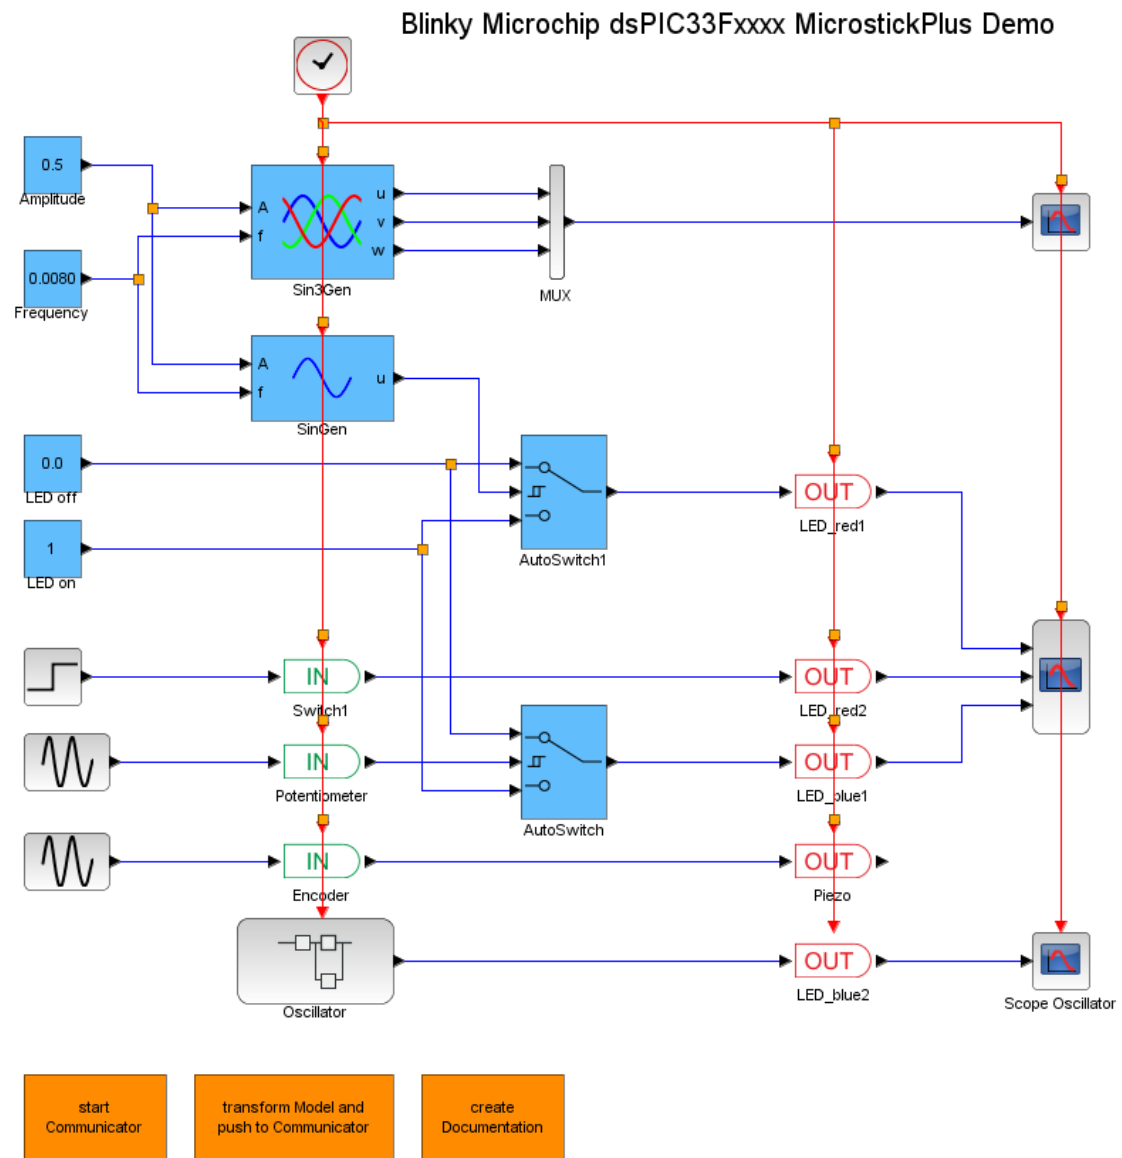 Blinky Microchip dsPIC33Fxxxx MicrostickPlus Demo
0.5
Amplitude
A
f
u
v
w
Sin3Gen
MUX
0.0080
Frequency
A
f
u
SinGen
0.0
LED off
1
LED on
AutoSwitch1
OUT
LED_red1
IN
Switch1
OUT
LED_red2
IN
Potentiometer
AutoSwitch
OUT
LED_blue1
IN
Encoder
OUT
Piezo
Oscillator
OUT
LED_blue2
Scope Oscillator
start
Communicator
transform Model and
push to Communicator
create
Documentation